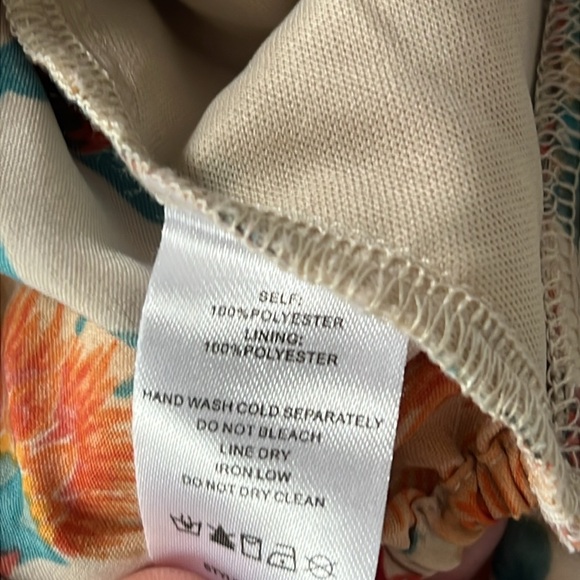 SELF:
100%POLYESTER
LINING:
100%POLYESTER
HAND WASH COLD SEPARATELY
DO NOT BLEACH
LINE DRY
IRON LOW
DO NOT DRY CLEAN